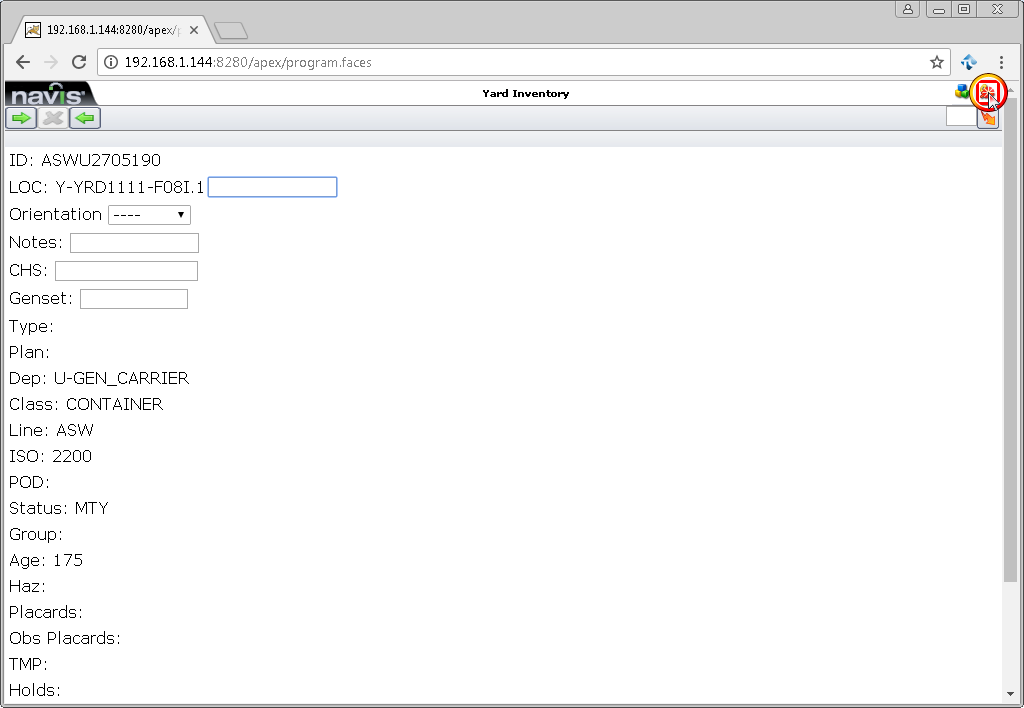 192.168.1.144:8280/apex/p
192.168.1.144:8280/apex/program.faces
navis
Yard Inventory
ID: ASWU2705190
LOC: Y-YRD1111-F08I.1
Orientation ----
Notes:
CHS:
Genset:
Type:
Plan:
Dep: U-GEN_CARRIER
Class: CONTAINER
Line: ASW
ISO: 2200
POD:
Status: MTY
Group:
Age: 175
Haz:
Placards:
Obs Placards:
TMP:
Holds: